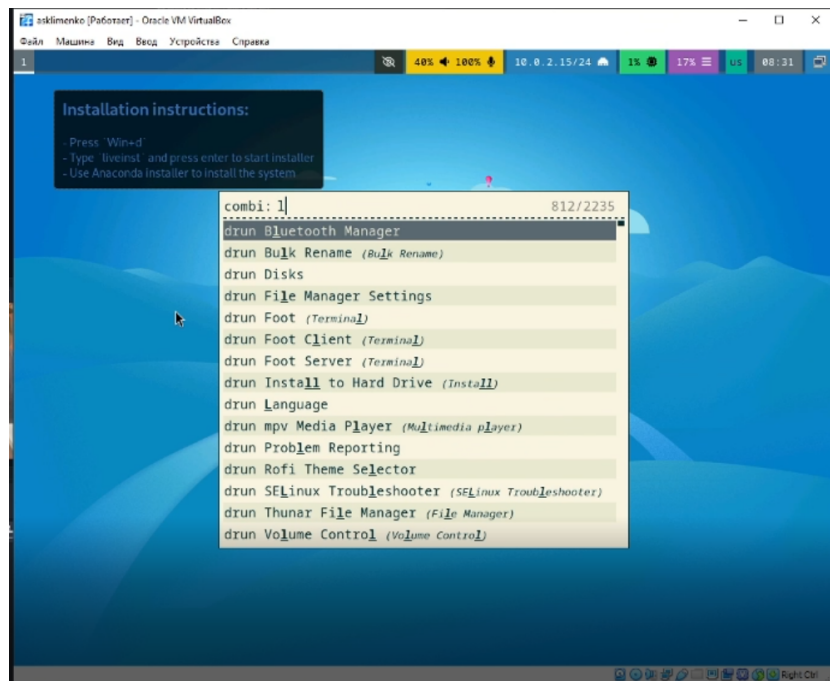 asklimenko [Работает] - Oracle VM VirtualBox
Файл Машина Вид Ввод Устройства Справка
1 40% 100% 10.0.2.15/24 1% 17% us 08:31
Installation instructions:
- Press `Win+d`
- Type `liveinst` and press enter to start installer
- Use Anaconda installer to install the system
combi: l 812/2235
drun Bluetooth Manager
drun Bulk Rename (Bulk Rename)
drun Disks
drun File Manager Settings
drun Foot (Terminal)
drun Foot Client (Terminal)
drun Foot Server (Terminal)
drun Install to Hard Drive (Install)
drun Language
drun mpv Media Player (Multimedia player)
drun Problem Reporting
drun Rofi Theme Selector
drun SELinux Troubleshooter (SELinux Troubleshooter)
drun Thunar File Manager (File Manager)
drun Volume Control (Volume Control)
Right Ctrl